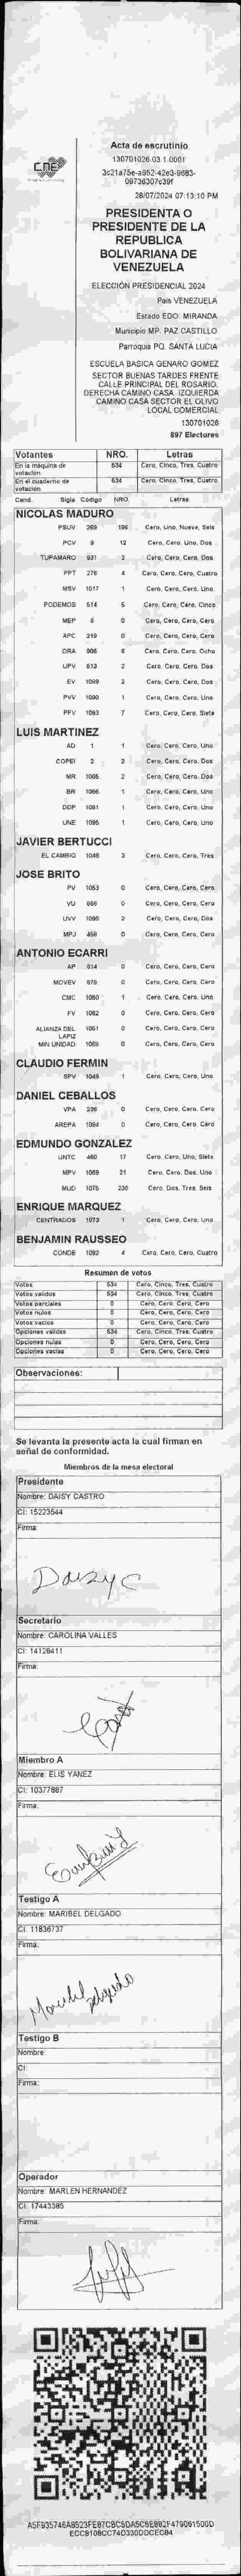 CNE
Acta de escrutinio
130701026.03.1.0001
3c21a75e-a952-42e3-9683-
09736307c39f
28/07/2024 07:13:10 PM
PRESIDENTA O
PRESIDENTE DE LA
REPUBLICA
BOLIVARIANA DE
VENEZUELA
ELECCIÓN PRESIDENCIAL 2024
Pais VENEZUELA
Estado EDO. MIRANDA
Municipio MP. PAZ CASTILLO
Parroquia PQ. SANTA LUCIA
ESCUELA BASICA GENARO GOMEZ
SECTOR BUENAS TARDES FRENTE
CALLE PRINCIPAL DEL ROSARIO.
DERECHA CAMINO CASA. IZQUIERDA
CAMINO CASA SECTOR EL OLIVO
LOCAL COMERCIAL
130701026
897 Electores
Votantes NRO. Letras
En la máquina de votación 534 Cero, Cinco, Tres, Cuatro
En el cuaderno de votación 534 Cero, Cinco, Tres, Cuatro
Cand. Sigla Código NRO. Letras
NICOLAS MADURO
PSUV 269 196 Cero, Uno, Nueve, Seis
PCV 9 12 Cero, Cero, Uno, Dos
TUPAMARO 931 2 Cero, Cero, Cero, Dos
PPT 276 4 Cero, Cero, Cero, Cuatro
MSV 1017 1 Cero, Cero, Cero, Uno
PODEMOS 514 5 Cero, Cero, Cero, Cinco
MEP 6 0 Cero, Cero, Cero, Cero
APC 219 0 Cero, Cero, Cero, Cero
ORA 906 8 Cero, Cero, Cero, Ocho
UPV 613 2 Cero, Cero, Cero, Dos
EV 1089 2 Cero, Cero, Cero, Dos
PVV 1090 1 Cero, Cero, Cero, Uno
PFV 1093 7 Cero, Cero, Cero, Siete
LUIS MARTINEZ
AD 1 1 Cero, Cero, Cero, Uno
COPEI 2 2 Cero, Cero, Cero, Dos
MR 1065 2 Cero, Cero, Cero, Dos
BR 1066 1 Cero, Cero, Cero, Uno
DDP 1091 1 Cero, Cero, Cero, Uno
UNE 1095 1 Cero, Cero, Cero, Uno
JAVIER BERTUCCI
EL CAMBIO 1048 3 Cero, Cero, Cero, Tres
JOSE BRITO
PV 1053 0 Cero, Cero, Cero, Cero
VU 868 0 Cero, Cero, Cero, Cero
UVV 1098 2 Cero, Cero, Cero, Dos
MPJ 458 0 Cero, Cero, Cero, Cero
ANTONIO ECARRI
AP 814 0 Cero, Cero, Cero, Cero
MOVEV 978 0 Cero, Cero, Cero, Cero
CMC 1050 1 Cero, Cero, Cero, Uno
FV 1062 0 Cero, Cero, Cero, Cero
ALIANZA DEL LAPIZ 1051 0 Cero, Cero, Cero, Cero
MIN UNIDAD 1088 0 Cero, Cero, Cero, Cero
CLAUDIO FERMIN
SPV 1049 1 Cero, Cero, Cero, Uno
DANIEL CEBALLOS
VPA 236 0 Cero, Cero, Cero, Cero
AREPA 1094 0 Cero, Cero, Cero, Cero
EDMUNDO GONZALEZ
UNTC 460 17 Cero, Cero, Uno, Siete
MPV 1069 21 Cero, Cero, Dos, Uno
MUD 1075 236 Cero, Dos, Tres, Seis
ENRIQUE MARQUEZ
CENTRADOS 1073 1 Cero, Cero, Cero, Uno
BENJAMIN RAUSSEO
CONDE 1092 4 Cero, Cero, Cero, Cuatro
Resumen de votos
Votos 534 Cero, Cinco, Tres, Cuatro
Votos validos 534 Cero, Cinco, Tres, Cuatro
Votos parciales 0 Cero, Cero, Cero, Cero
Votos nulos 0 Cero, Cero, Cero, Cero
Votos vacios 0 Cero, Cero, Cero, Cero
Opciones validas 534 Cero, Cinco, Tres, Cuatro
Opciones nulas 0 Cero, Cero, Cero, Cero
Opciones vacias 0 Cero, Cero, Cero, Cero
Observaciones:
Se levanta la presente acta la cual firman en
señal de conformidad.
Miembros de la mesa electoral
Presidente
Nombre: DAISY CASTRO
CI: 15223544
Firma:
Daisy C
Secretario
Nombre: CAROLINA VALLES
CI: 14126411
Firma:
Miembro A
Nombre: ELIS YANEZ
CI: 10377887
Firma:
Testigo A
Nombre: MARIBEL DELGADO
CI: 11836737
Firma:
Maribel Delgado
Testigo B
Nombre:
CI:
Firma:
Operador
Nombre: MARLEN HERNANDEZ
CI: 17443385
Firma: